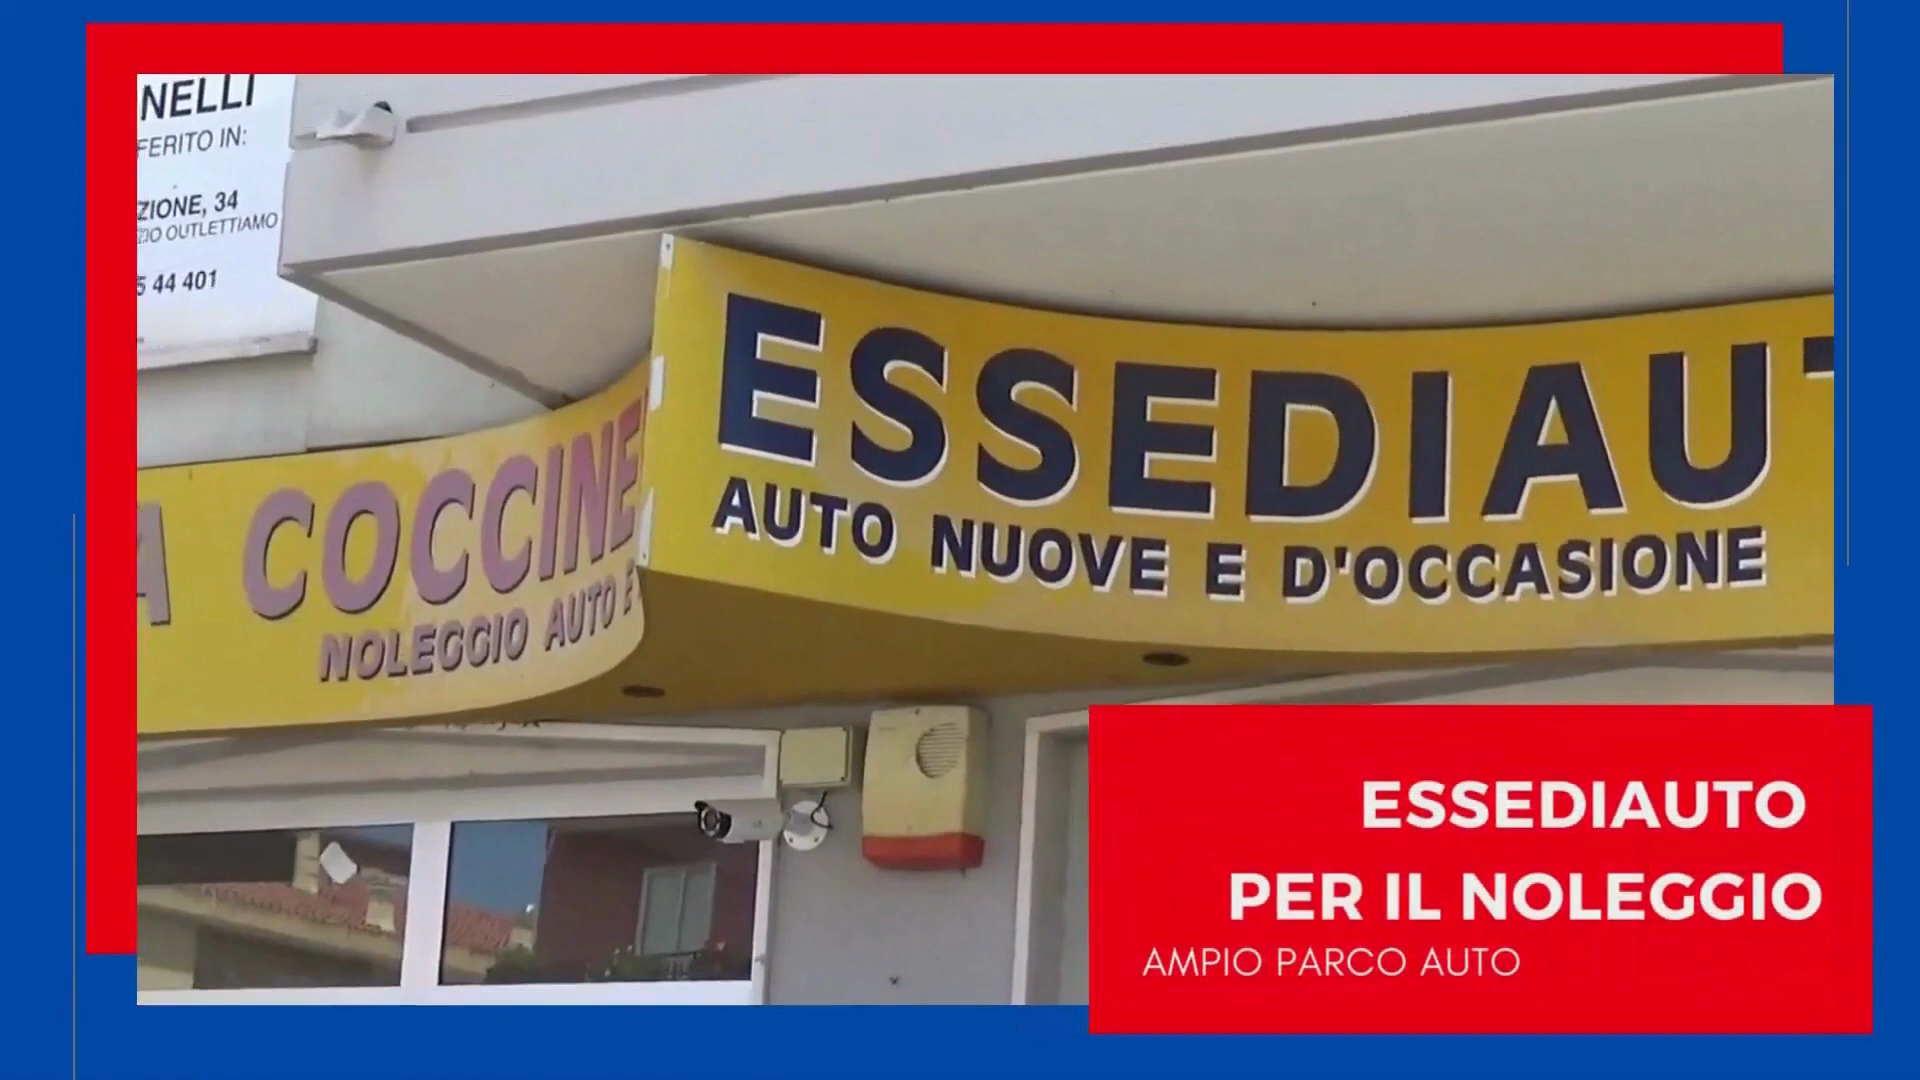 NELLI
FERITO IN:
ZIONE, 34
ZIO OUTLETTIAMO
5 44 401
A COCCINE
NOLEGGIO AUTO E
ESSEDIAUT
AUTO NUOVE E D'OCCASIONE
ESSEDIAUTO
PER IL NOLEGGIO
AMPIO PARCO AUTO